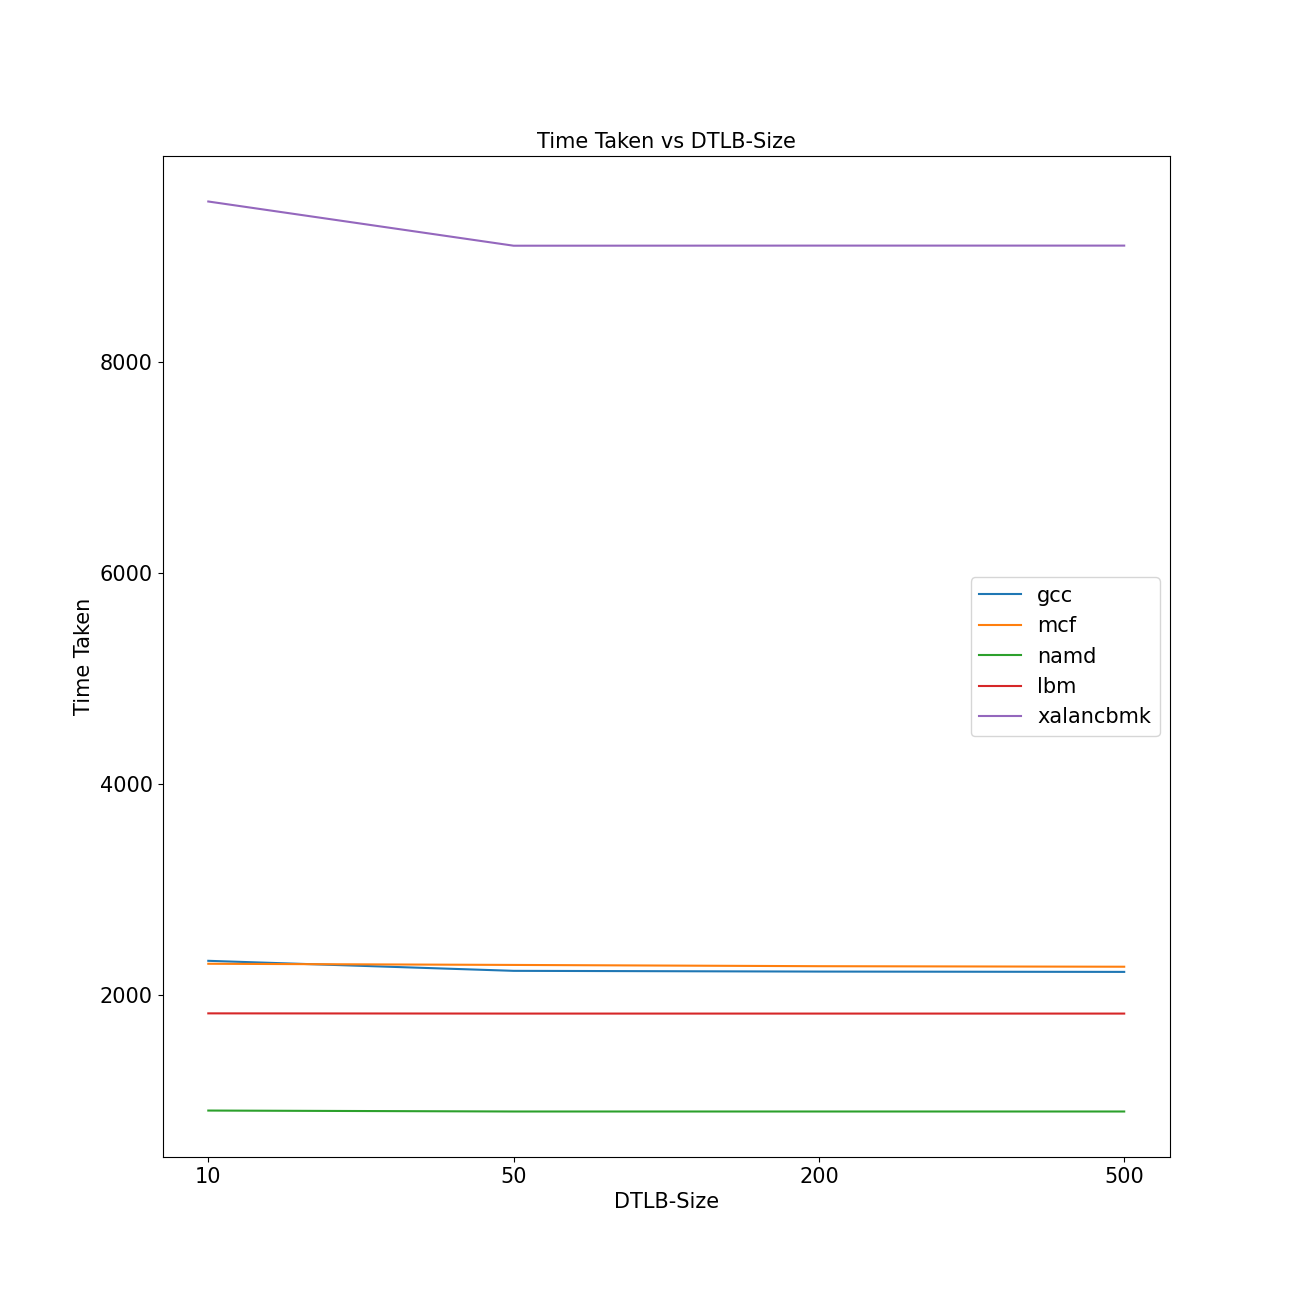 Time Taken vs DTLB-Size
8000
6000
4000
2000
Time Taken
gcc
mcf
namd
lbm
xalancbmk
10 50 200 500
DTLB-Size